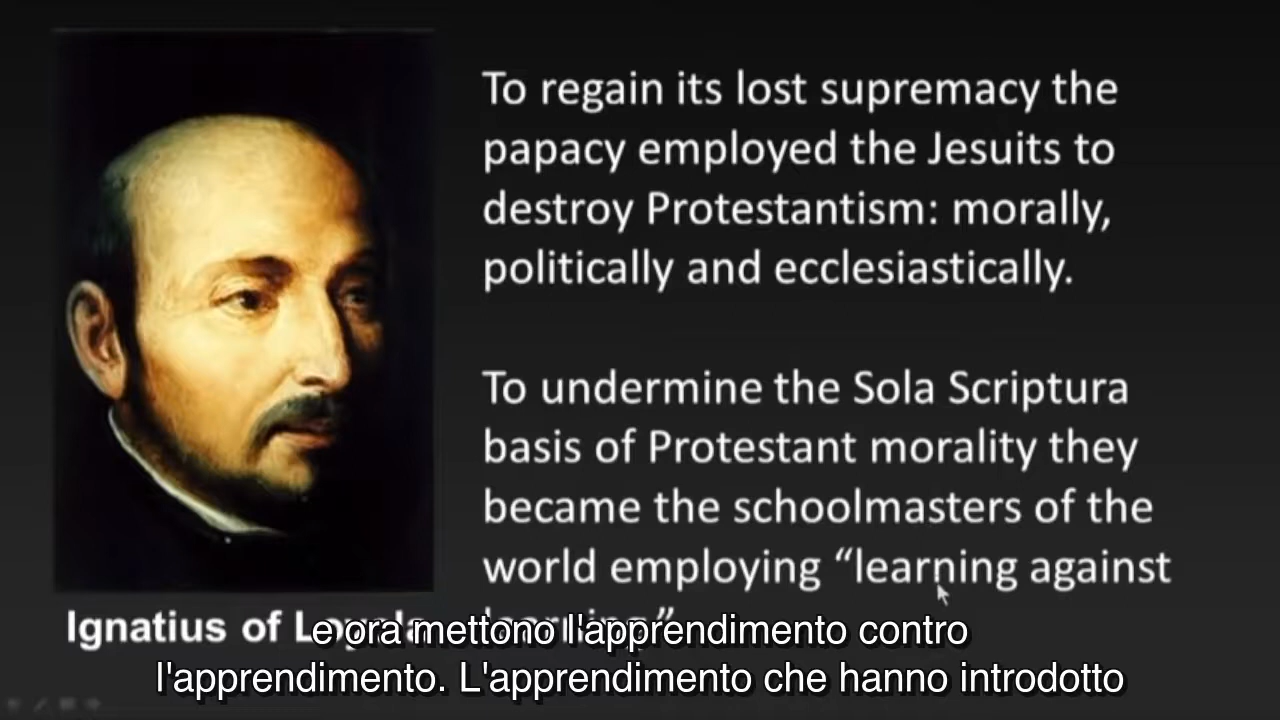 To regain its lost supremacy the
papacy employed the Jesuits to
destroy Protestantism: morally,
politically and ecclesiastically.
To undermine the Sola Scriptura
basis of Protestant morality they
became the schoolmasters of the
world employing “learning against
Ignatius of
e ora mettono l'apprendimento contro
l'apprendimento. L'apprendimento che hanno introdotto